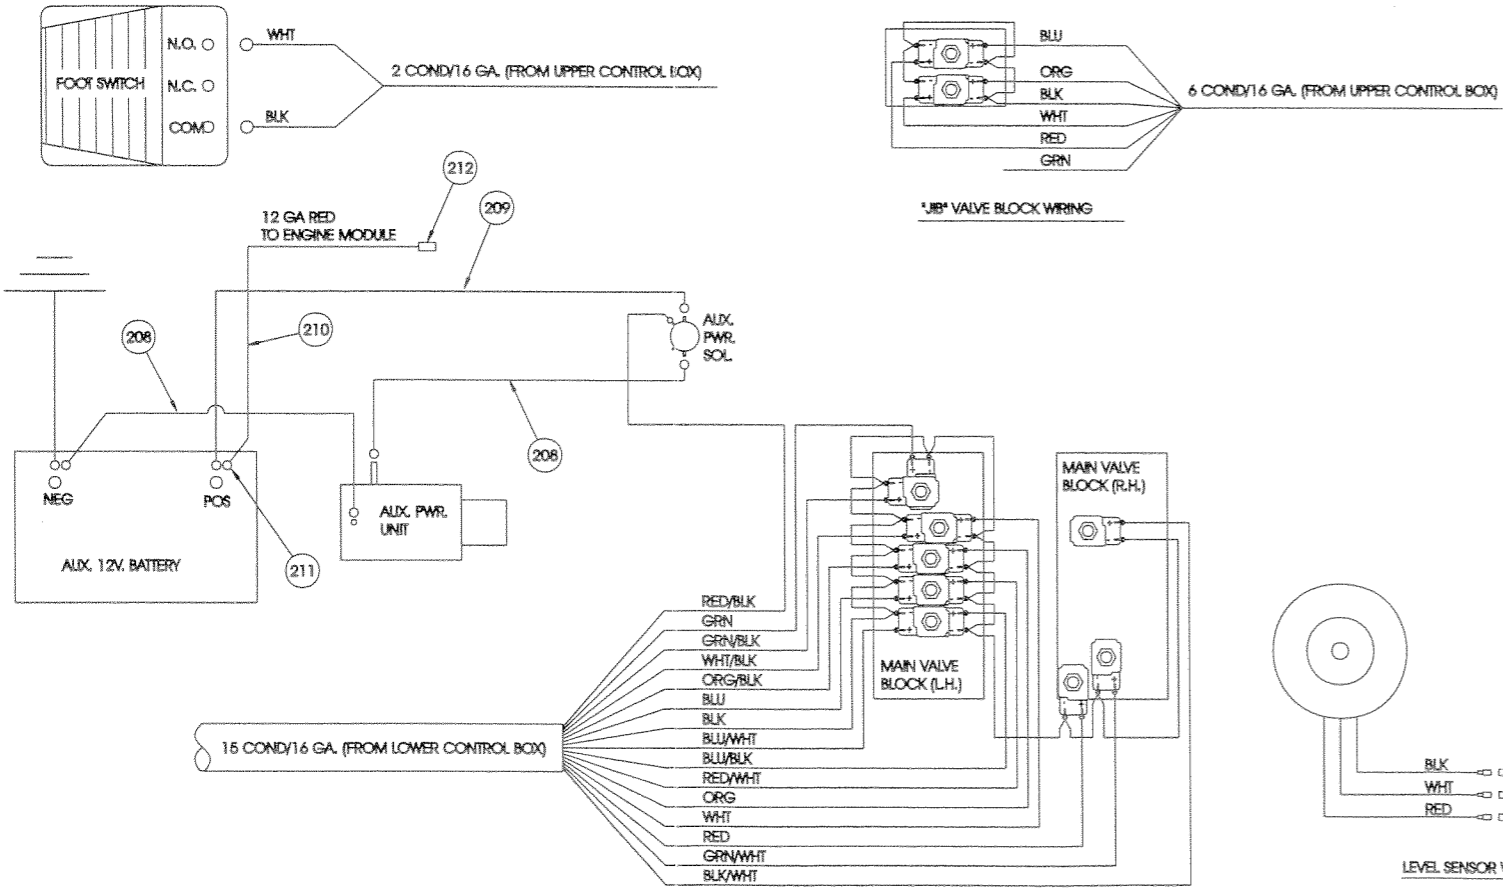 N.O.
WHT
FOOT SWITCH
N.C.
2 COND/16 GA. (FROM UPPER CONTROL BOX)
COM
BLK
BLU
ORG
BLK
WHT
RED
GRN
6 COND/16 GA. (FROM UPPER CONTROL BOX)
"JIB" VALVE BLOCK WIRING
212
209
12 GA RED
TO ENGINE MODULE
208
210
AUX.
PWR.
SOL.
208
NEG
POS
AUX. 12V. BATTERY
211
AUX. PWR.
UNIT
MAIN VALVE
BLOCK (R.H.)
MAIN VALVE
BLOCK (L.H.)
RED/BLK
GRN
GRN/BLK
WHT/BLK
ORG/BLK
BLU
BLK
BLU/WHT
BLU/BLK
RED/WHT
ORG
WHT
RED
GRN/WHT
BLK/WHT
15 COND/16 GA. (FROM LOWER CONTROL BOX)
BLK
WHT
RED
LEVEL SENSOR